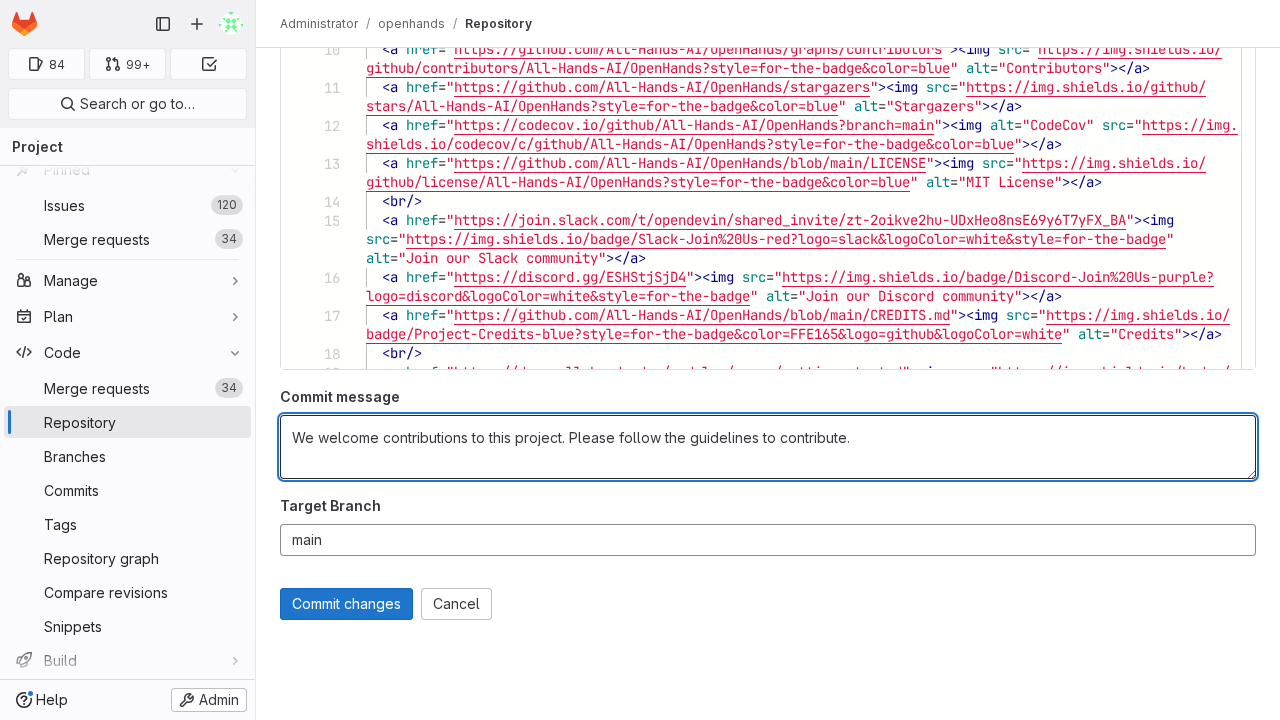 Administrator / openhands / Repository
84
99+
Search or go to…
Project
Pinned
Issues 120
Merge requests 34
Manage
Plan
Code
Merge requests 34
Repository
Branches
Commits
Tags
Repository graph
Compare revisions
Snippets
Build
Help
Admin
10 <a href="https://github.com/All-Hands-AI/OpenHands/graphs/contributors"><img src="https://img.shields.io/
github/contributors/All-Hands-AI/OpenHands?style=for-the-badge&color=blue" alt="Contributors"></a>
11 <a href="https://github.com/All-Hands-AI/OpenHands/stargazers"><img src="https://img.shields.io/github/
stars/All-Hands-AI/OpenHands?style=for-the-badge&color=blue" alt="Stargazers"></a>
12 <a href="https://codecov.io/github/All-Hands-AI/OpenHands?branch=main"><img alt="CodeCov" src="https://img.
shields.io/codecov/c/github/All-Hands-AI/OpenHands?style=for-the-badge&color=blue"></a>
13 <a href="https://github.com/All-Hands-AI/OpenHands/blob/main/LICENSE"><img src="https://img.shields.io/
github/license/All-Hands-AI/OpenHands?style=for-the-badge&color=blue" alt="MIT License"></a>
14 <br/>
15 <a href="https://join.slack.com/t/opendevin/shared_invite/zt-2oikve2hu-UDxHeo8nsE69y6T7yFX_BA"><img
src="https://img.shields.io/badge/Slack-Join%20Us-red?logo=slack&logoColor=white&style=for-the-badge"
alt="Join our Slack community"></a>
16 <a href="https://discord.gg/ESHStjSjD4"><img src="https://img.shields.io/badge/Discord-Join%20Us-purple?
logo=discord&logoColor=white&style=for-the-badge" alt="Join our Discord community"></a>
17 <a href="https://github.com/All-Hands-AI/OpenHands/blob/main/CREDITS.md"><img src="https://img.shields.io/
badge/Project-Credits-blue?style=for-the-badge&color=FFE165&logo=github&logoColor=white" alt="Credits"></a>
18 <br/>
Commit message
We welcome contributions to this project. Please follow the guidelines to contribute.
Target Branch
main
Commit changes
Cancel